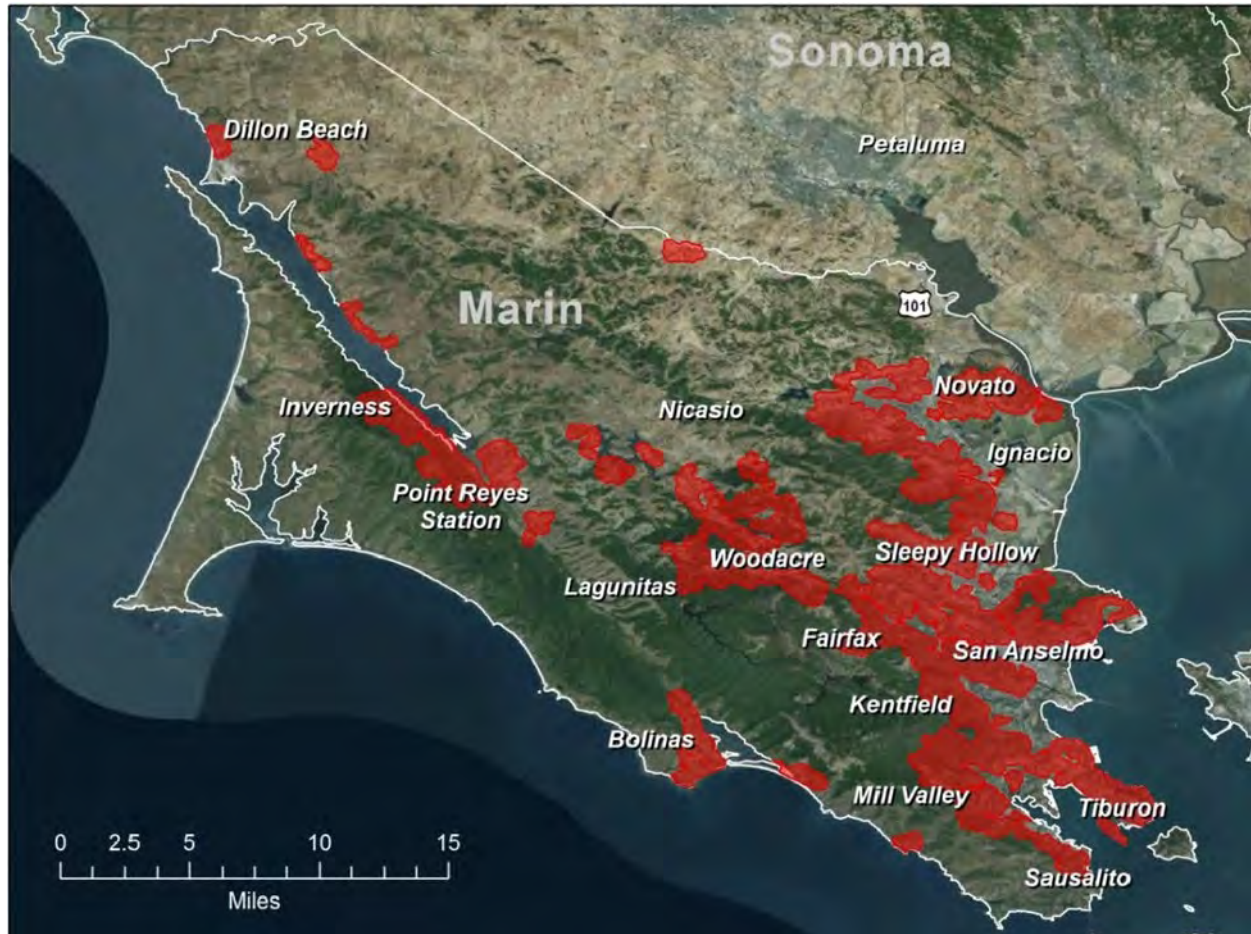 Sonoma
Dillon Beach
Petaluma
Marin
101
Inverness
Nicasio
Novato
Ignacio
Point Reyes
Station
Woodacre
Sleepy Hollow
Lagunitas
Fairfax
San Anselmo
Kentfield
Bolinas
Mill Valley
Tiburon
Sausalito
0 2.5 5 10 15
Miles